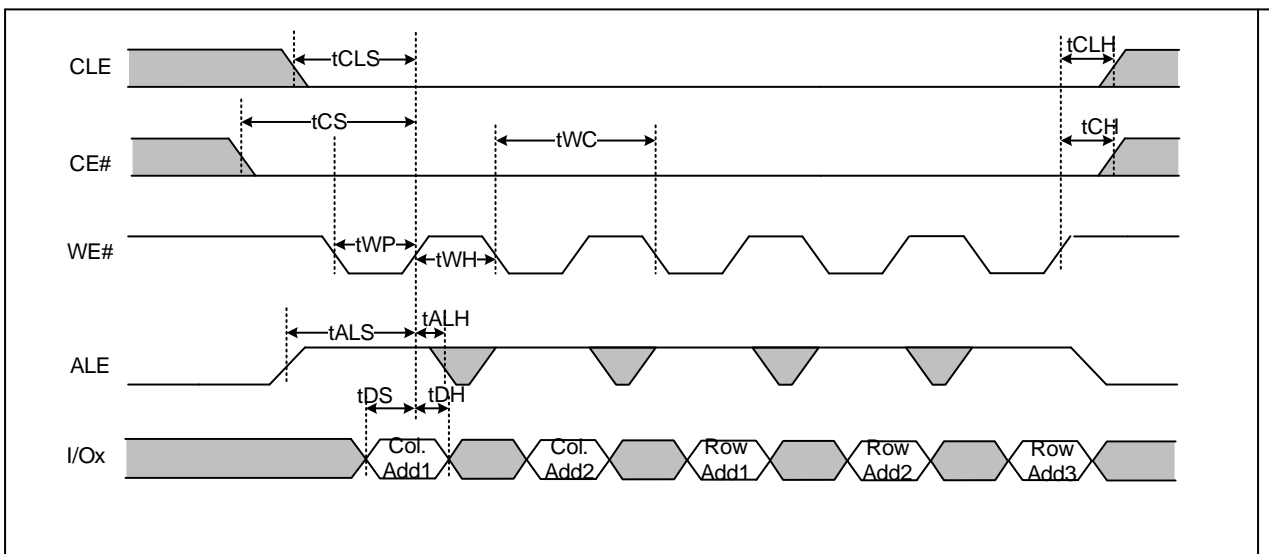 CLE
tCLS
tCLH
CE#
tCS
tWC
tCH
WE#
tWP
tWH
ALE
tALS
tALH
tDS
tDH
I/Ox
Col.
Add1
Col.
Add2
Row
Add1
Row
Add2
Row
Add3